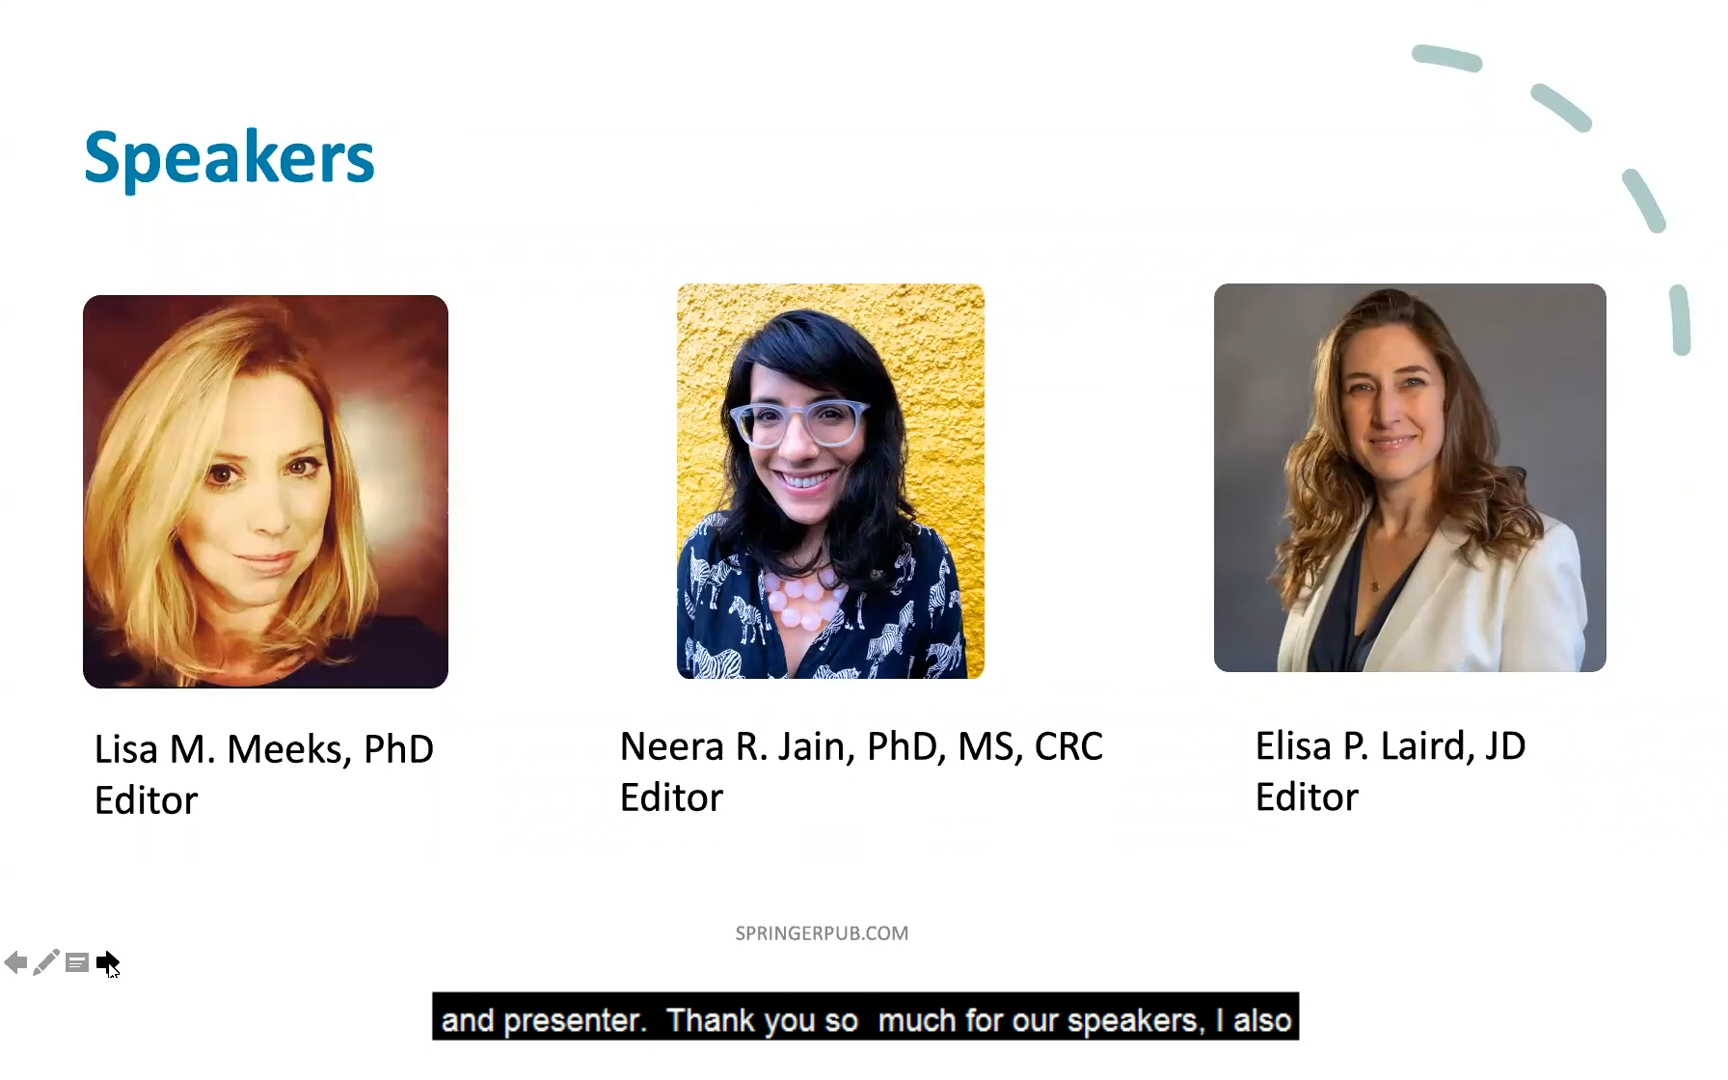 Speakers
Lisa M. Meeks, PhD
Editor
Neera R. Jain, PhD, MS, CRC
Editor
Elisa P. Laird, JD
Editor
SPRINGERPUB.COM
and presenter.  Thank you so  much for our speakers, I also